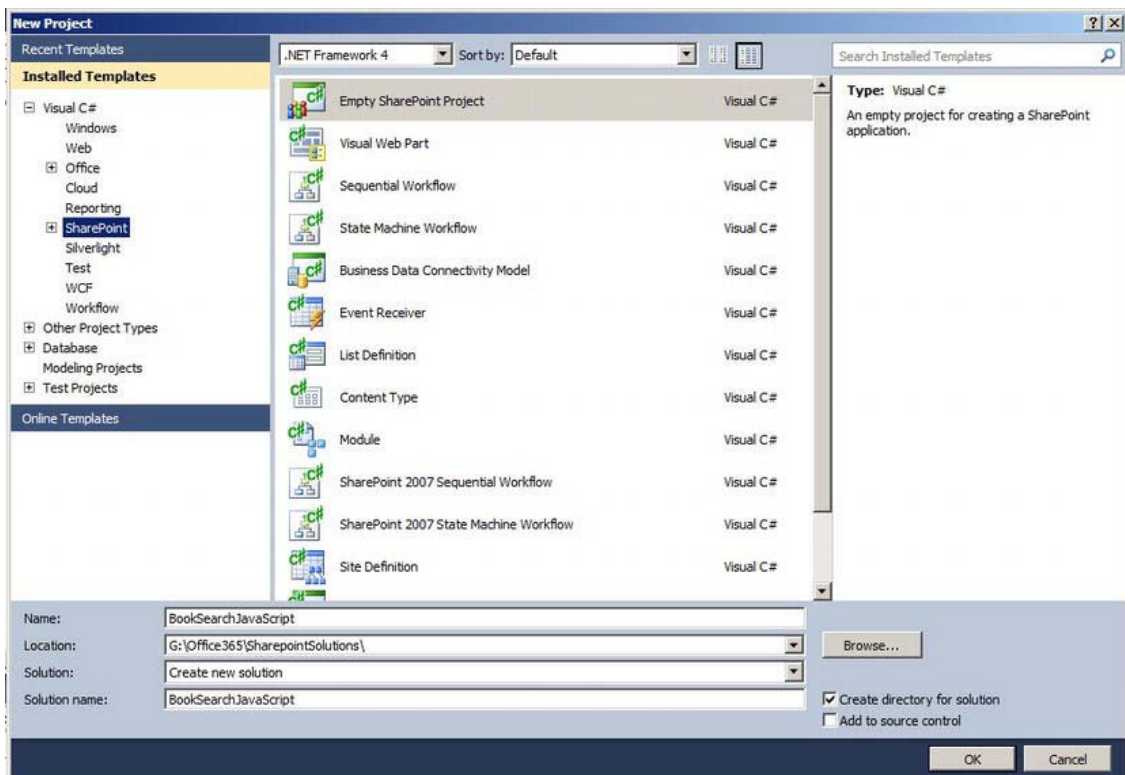 New Project
Recent Templates
Installed Templates
Visual C#
Windows
Web
Office
Cloud
Reporting
SharePoint
Silverlight
Test
WCF
Workflow
Other Project Types
Database
Modeling Projects
Test Projects
Online Templates
.NET Framework 4 Sort by: Default
Empty SharePoint Project Visual C#
Visual Web Part Visual C#
Sequential Workflow Visual C#
State Machine Workflow Visual C#
Business Data Connectivity Model Visual C#
Event Receiver Visual C#
List Definition Visual C#
Content Type Visual C#
Module Visual C#
SharePoint 2007 Sequential Workflow Visual C#
SharePoint 2007 State Machine Workflow Visual C#
Site Definition Visual C#
Search Installed Templates
Type: Visual C#
An empty project for creating a SharePoint
application.
Name: BookSearchJavaScript
Location: G:\Office365\SharepointSolutions\ Browse...
Solution: Create new solution
Solution name: BookSearchJavaScript
Create directory for solution
Add to source control
OK Cancel